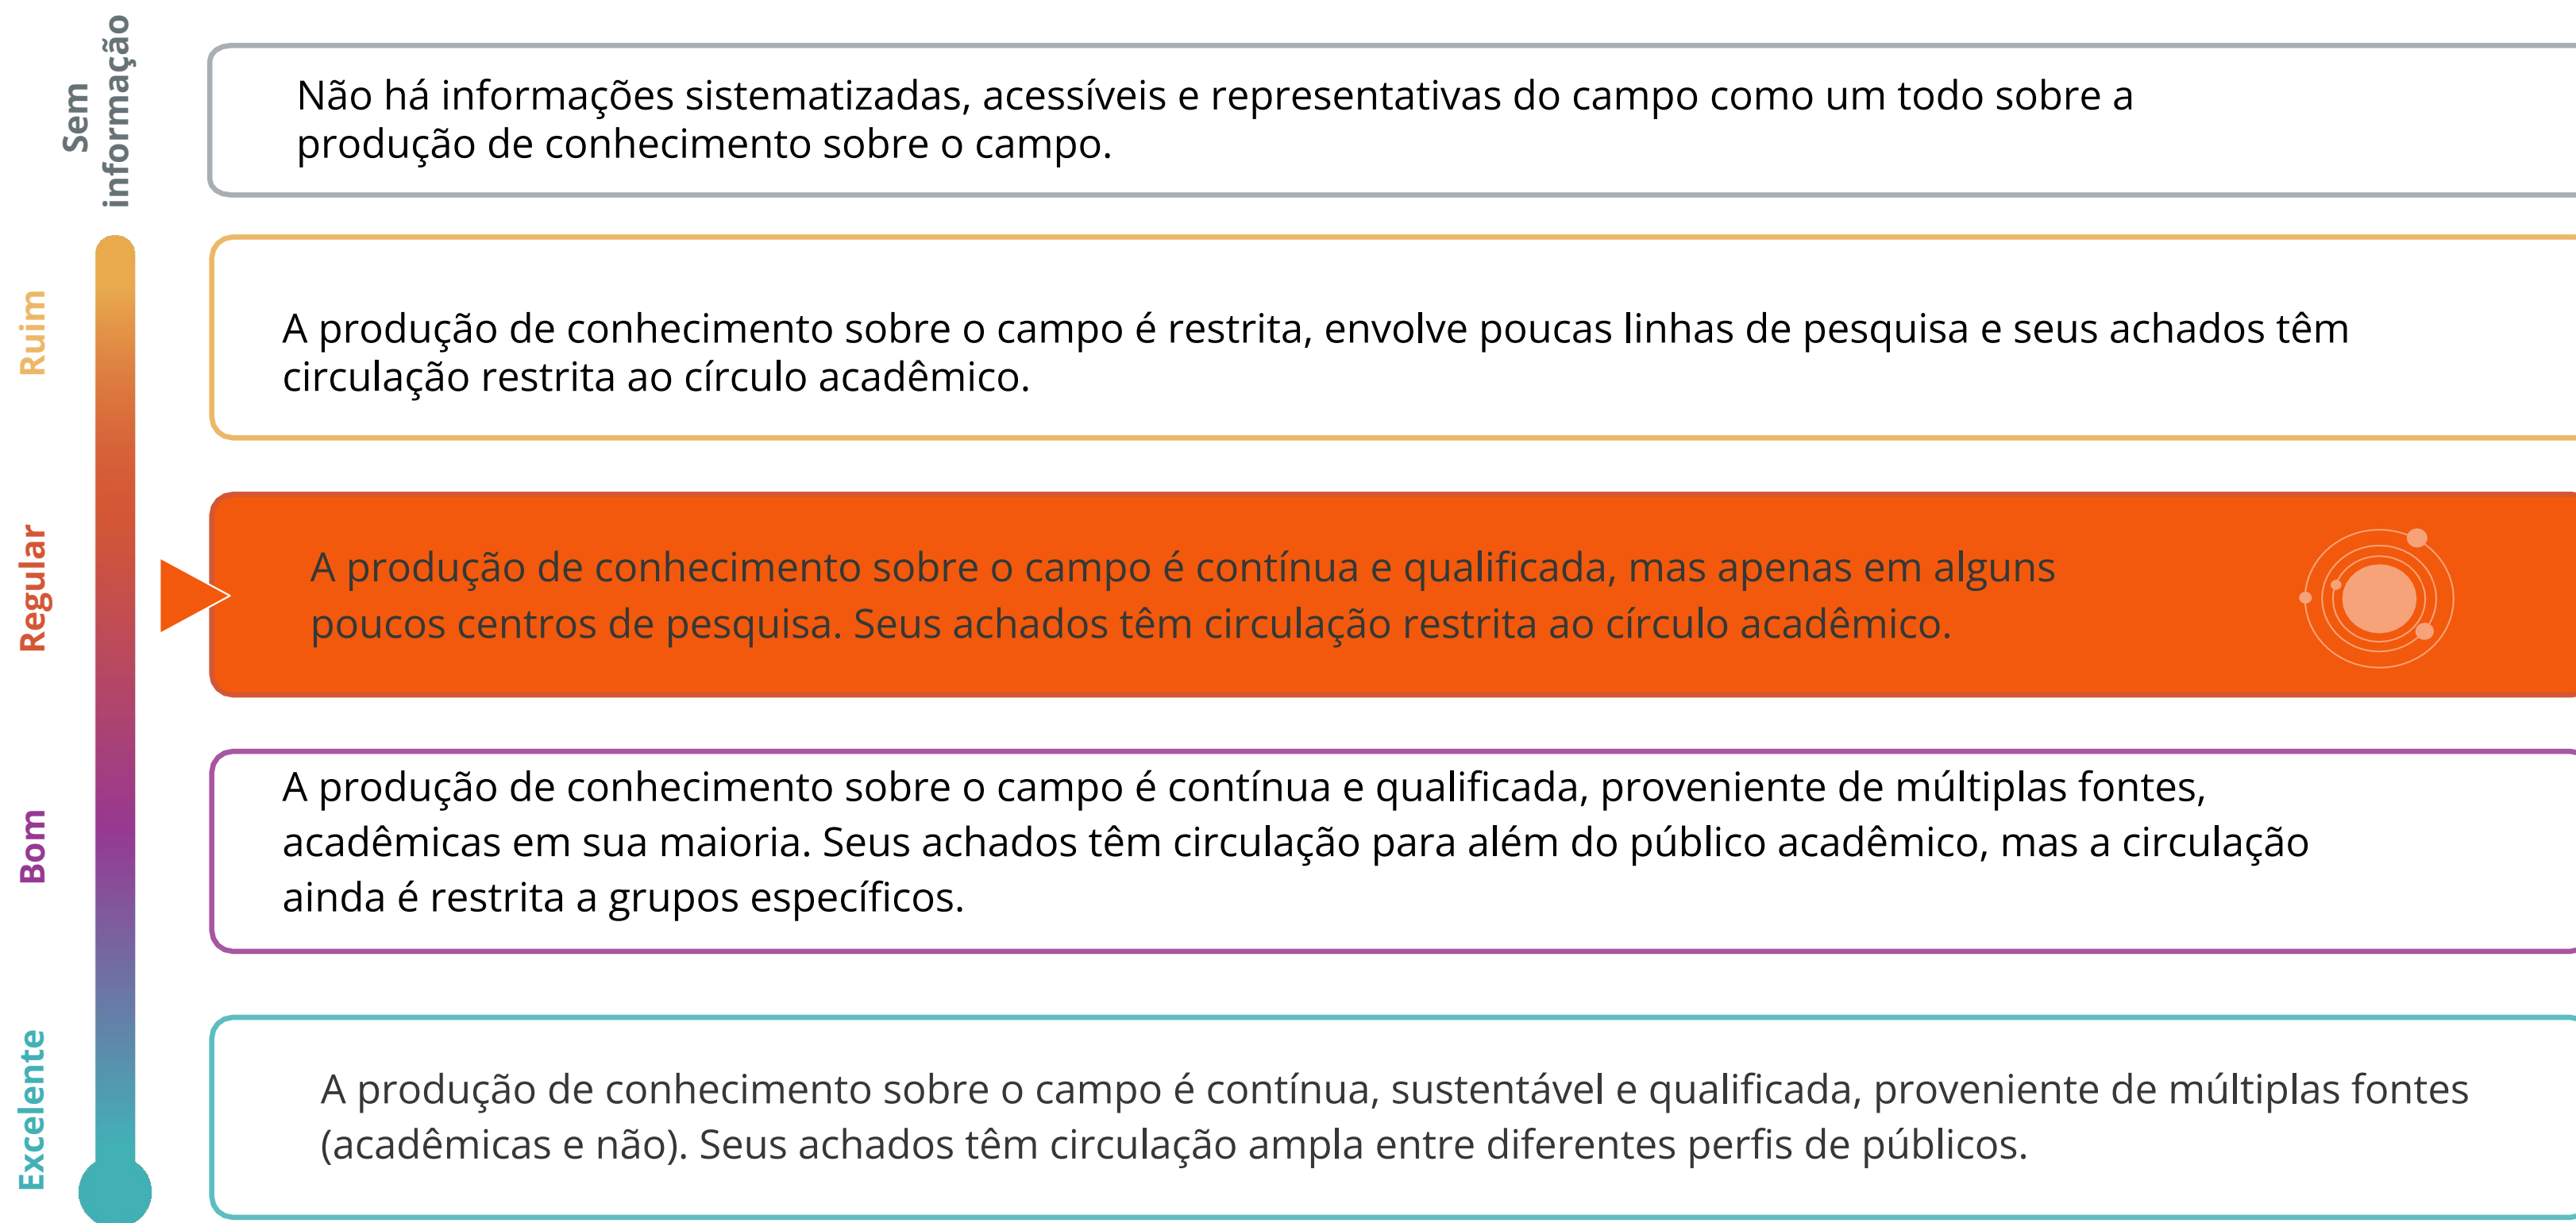 Sem
informação
Não há informações sistematizadas, acessíveis e representativas do campo como um todo sobre a
produção de conhecimento sobre o campo.
Ruim
A produção de conhecimento sobre o campo é restrita, envolve poucas linhas de pesquisa e seus achados têm
circulação restrita ao círculo acadêmico.
Regular
A produção de conhecimento sobre o campo é contínua e qualificada, mas apenas em alguns
poucos centros de pesquisa. Seus achados têm circulação restrita ao círculo acadêmico.
Bom
A produção de conhecimento sobre o campo é contínua e qualificada, proveniente de múltiplas fontes,
acadêmicas em sua maioria. Seus achados têm circulação para além do público acadêmico, mas a circulação
ainda é restrita a grupos específicos.
Excelente
A produção de conhecimento sobre o campo é contínua, sustentável e qualificada, proveniente de múltiplas fontes
(acadêmicas e não). Seus achados têm circulação ampla entre diferentes perfis de públicos.